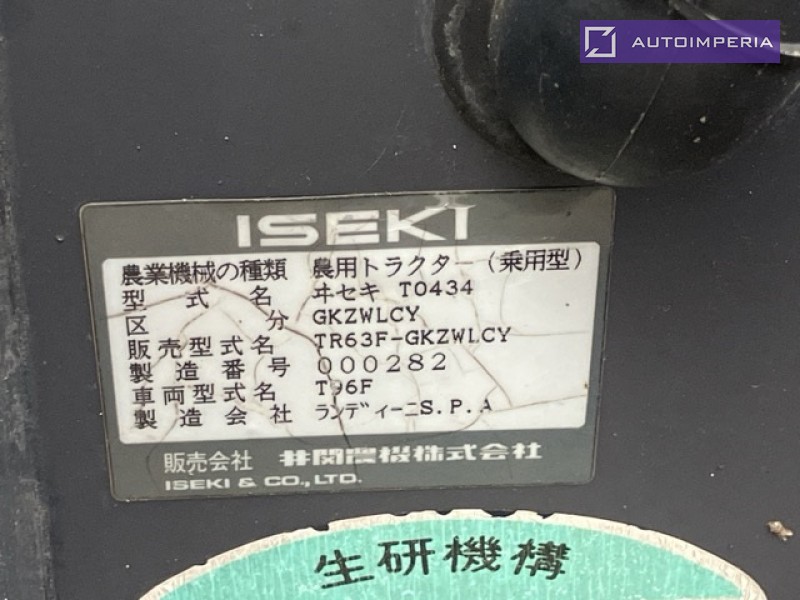 AUTOIMPERIA
ISEKI
農業機械の種類 農用トラクター(乗用型)
型式名 ヰセキ T0434
区分 GKZWLCY
販売型式名 TR63F-GKZWLCY
製造番号 000282
車両型式名 T96F
製造会社 ランディーニS.P.A
販売会社 井関農機株式会社
ISEKI & CO.,LTD.
生研機構